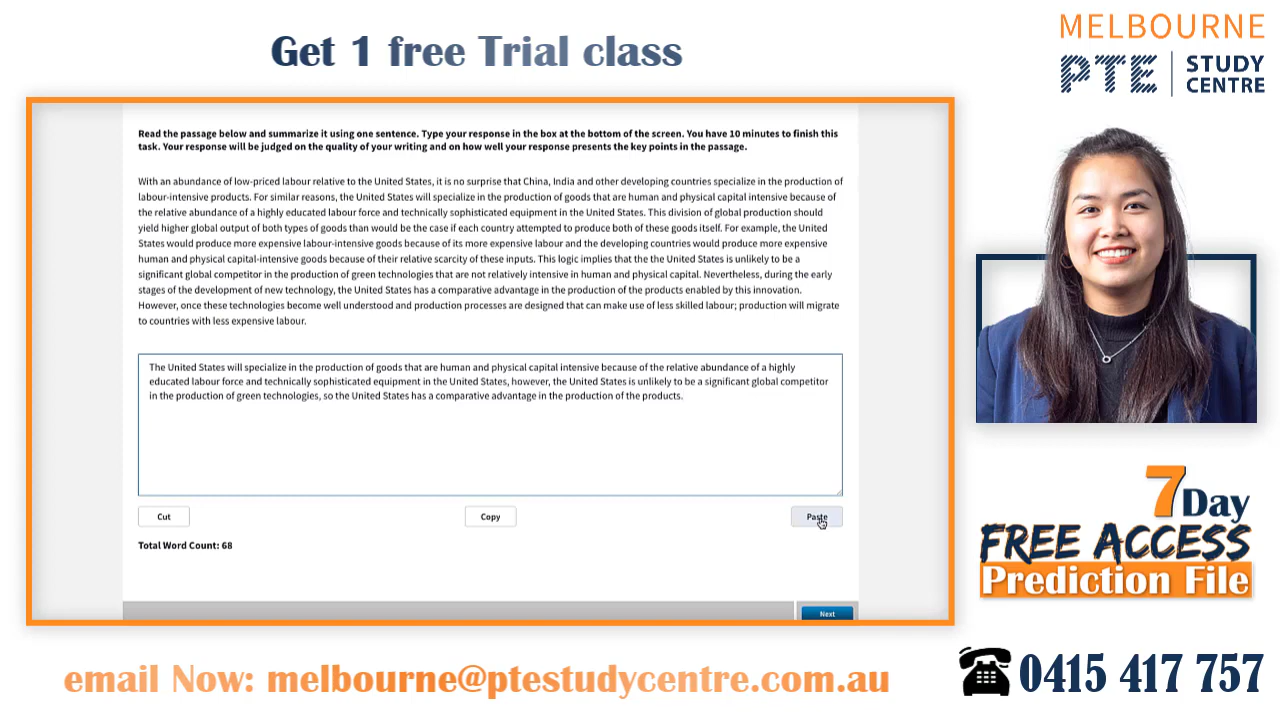 Get 1 free Trial class
MELBOURNE
PTE STUDY
CENTRE
Read the passage below and summarize it using one sentence. Type your response in the box at the bottom of the screen. You have 10 minutes to finish this
task. Your response will be judged on the quality of your writing and on how well your response presents the key points in the passage.
With an abundance of low-priced labour relative to the United States, it is no surprise that China, India and other developing countries specialize in the production of
labour-intensive products. For similar reasons, the United States will specialize in the production of goods that are human and physical capital intensive because of
the relative abundance of a highly educated labour force and technically sophisticated equipment in the United States. This division of global production should
yield higher global output of both types of goods than would be the case if each country attempted to produce both of these goods itself. For example, the United
States would produce more expensive labour-intensive goods because of its more expensive labour and the developing countries would produce more expensive
human and physical capital-intensive goods because of their relative scarcity of these inputs. This logic implies that the the United States is unlikely to be a
significant global competitor in the production of green technologies that are not relatively intensive in human and physical capital. Nevertheless, during the early
stages of the development of new technology, the United States has a comparative advantage in the production of the products enabled by this innovation.
However, once these technologies become well understood and production processes are designed that can make use of less skilled labour; production will migrate
to countries with less expensive labour.
The United States will specialize in the production of goods that are human and physical capital intensive because of the relative abundance of a highly
educated labour force and technically sophisticated equipment in the United States, however, the United States is unlikely to be a significant global competitor
in the production of green technologies, so the United States has a comparative advantage in the production of the products.
Cut
Copy
Paste
Total Word Count: 68
Next
7 Day
FREE ACCESS
Prediction File
email Now: melbourne@ptestudycentre.com.au
0415 417 757